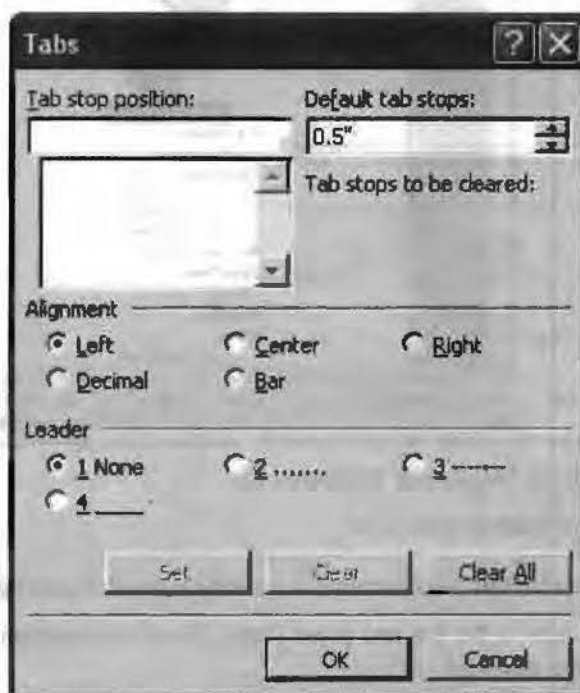 Tabs
Tab stop position: Default tab stops:
0.5"
Tab stops to be cleared:
Alignment
Left Center Right
Decimal Bar
Leader
1 None 2 ....... 3 -------
4 ____
Set Clear Clear All
OK Cancel